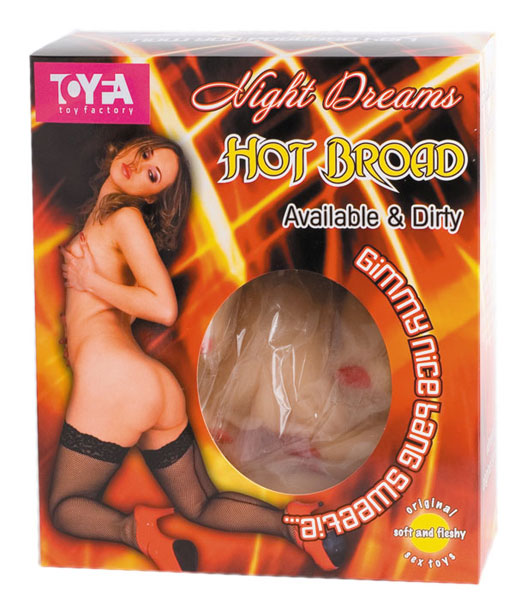 TOYFA
toy factory
Night Dreams
HOT BROAD
Available & Dirty
Gimmy nice bang sweetie...
original
soft and fleshy
sex toys